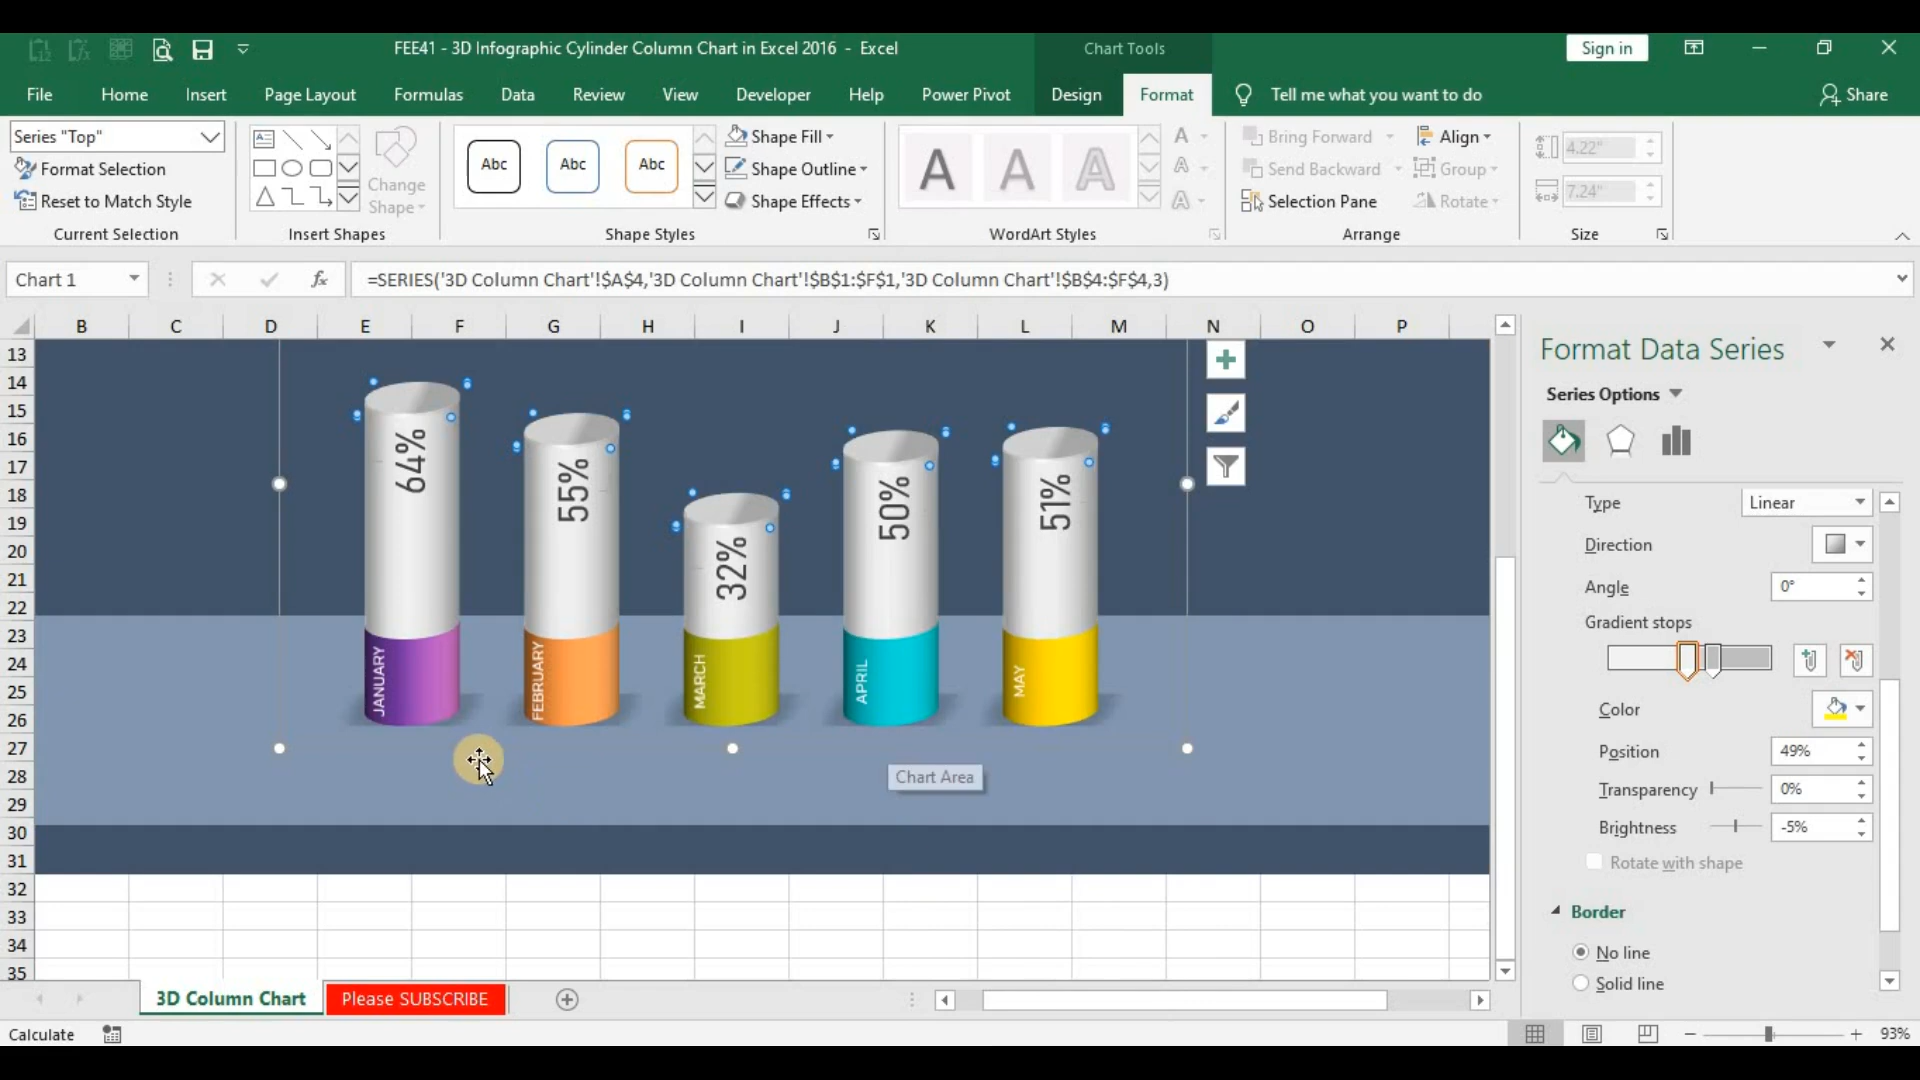 FEE41 - 3D Infographic Cylinder Column Chart in Excel 2016 - Excel
Chart Tools
Sign in
File Home Insert Page Layout Formulas Data Review View Developer Help Power Pivot Design Format Tell me what you want to do Share
Series "Top"
Format Selection
Reset to Match Style
Current Selection
Change
Shape
Insert Shapes
Abc Abc Abc
Shape Fill
Shape Outline
Shape Effects
Shape Styles
A A A
A
A
A
WordArt Styles
Bring Forward
Send Backward
Selection Pane
Align
Group
Rotate
Arrange
4.22"
7.24"
Size
Chart 1
fx
=SERIES('3D Column Chart'!$A$4,'3D Column Chart'!$B$1:$F$1,'3D Column Chart'!$B$4:$F$4,3)
B C D E F G H I J K L M N O P
13
14
15
16
17
18
19
20
21
22
23
24
25
26
27
28
29
30
31
32
33
34
35
64%
55%
32%
50%
51%
JANUARY
FEBRUARY
MARCH
APRIL
MAY
Chart Area
Format Data Series
Series Options
Type Linear
Direction
Angle 0°
Gradient stops
Color
Position 49%
Transparency 0%
Brightness -5%
Rotate with shape
Border
No line
Solid line
3D Column Chart
Please SUBSCRIBE
Calculate
93%